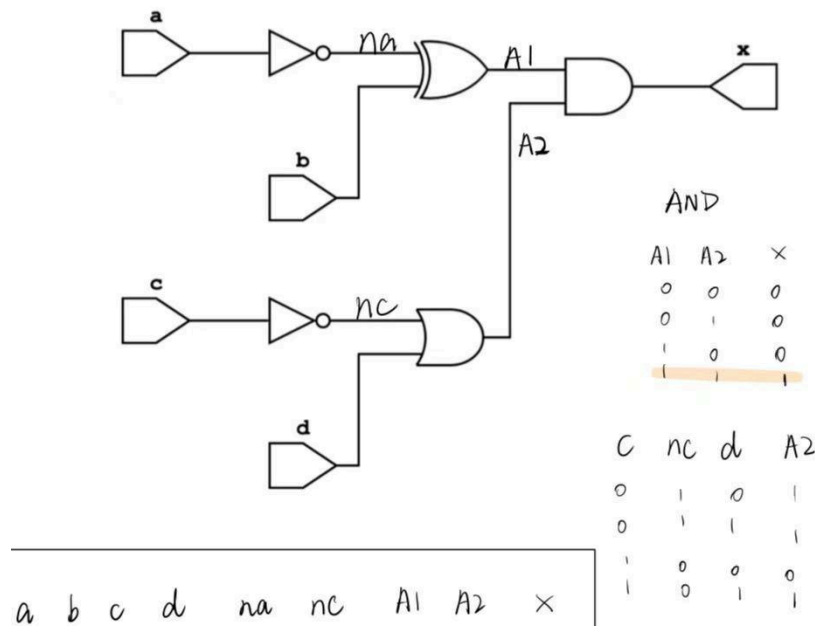 a
na
A1
x
b
A2
AND
A1 A2 x
0 0 0
0 1 0
1 0 0
1 1 1
c
nc
d
c nc d A2
0 1 0 1
0 1 1 1
1 0 0 0
1 0 1 1
a b c d na nc A1 A2 x